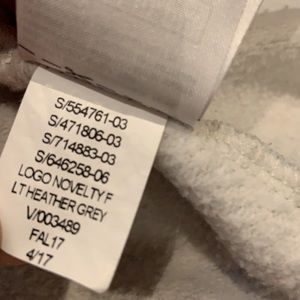 S/554761-03
S/471806-03
S/714883-03
S/646258-06
LOGO NOVELTY F
LT HEATHER GREY
V/003489
FAL17
4/17